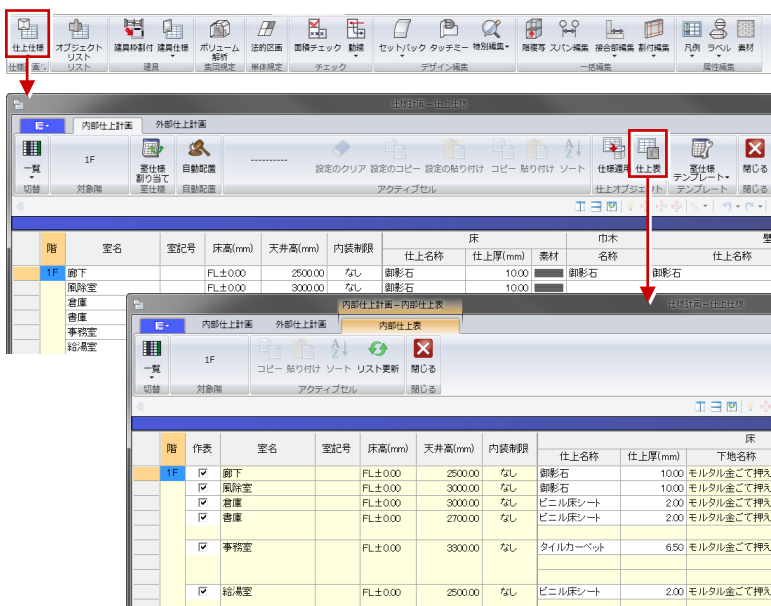 仕上仕様 オブジェクトリスト 建具枠割付 建具仕様 ボリューム解析 法的区画 面積チェック 動線 セットバック タッチミー 特別編集 階複写 スパン編集 接合部編集 割付編集 凡例 ラベル 素材
リスト 建具 集団規定 単体規定 チェック デザイン編集 一括編集 属性編集
仕様計画－仕上仕様
内部仕上計画 外部仕上計画
一覧 1F 室仕様割り当て 自動配置 ---------- 設定のクリア 設定のコピー 設定の貼り付け コピー 貼り付け ソート 仕様適用 仕上表 室仕様テンプレート 閉じる
切替 対象階 室仕様 自動配置 アクティブセル 仕上オブジェクト テンプレート 閉じる
階 室名 室記号 床高(mm) 天井高(mm) 内装制限 床 巾木 壁
仕上名称 仕上厚(mm) 素材 名称 仕上名称
1F 廊下 FL±0.00 2500.00 なし 御影石 10.00 御影石 御影石
風除室 FL±0.00 3000.00 なし 御影石 10.00
倉庫
書庫
事務室
給湯室
内部仕上計画－内部仕上表 仕様計画－仕上仕様
内部仕上計画 外部仕上計画 内部仕上表
一覧 1F コピー 貼り付け ソート リスト更新 閉じる
切替 対象階 アクティブセル 閉じる
階 作表 室名 室記号 床高(mm) 天井高(mm) 内装制限 床
仕上名称 仕上厚(mm) 下地名称
1F 廊下 FL±0.00 2500.00 なし 御影石 10.00 モルタル金ごて押え
風除室 FL±0.00 3000.00 なし 御影石 10.00 モルタル金ごて押え
倉庫 FL±0.00 3000.00 なし ビニル床シート 2.00 モルタル金ごて押え
書庫 FL±0.00 2700.00 なし ビニル床シート 2.00 モルタル金ごて押え
事務室 FL±0.00 3300.00 なし タイルカーペット 6.50 モルタル金ごて押え
給湯室 FL±0.00 2500.00 なし ビニル床シート 2.00 モルタル金ごて押え